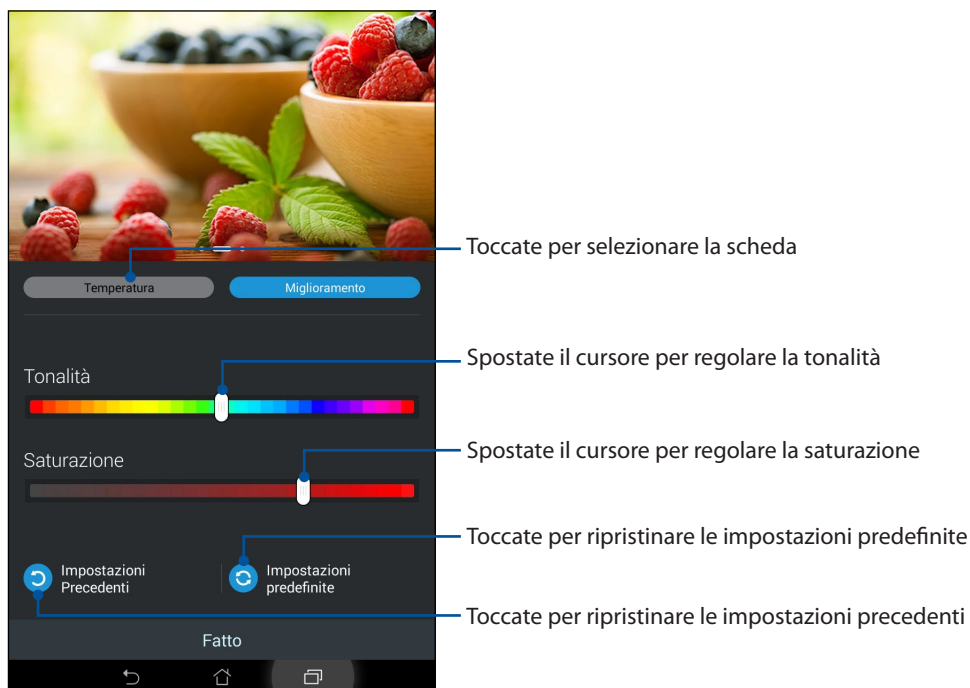 Toccate per selezionare la scheda
Temperatura
Miglioramento
Spostate il cursore per regolare la tonalità
Tonalità
Spostate il cursore per regolare la saturazione
Saturazione
Toccate per ripristinare le impostazioni predefinite
Impostazioni
Precedenti
Impostazioni
predefinite
Toccate per ripristinare le impostazioni precedenti
Fatto